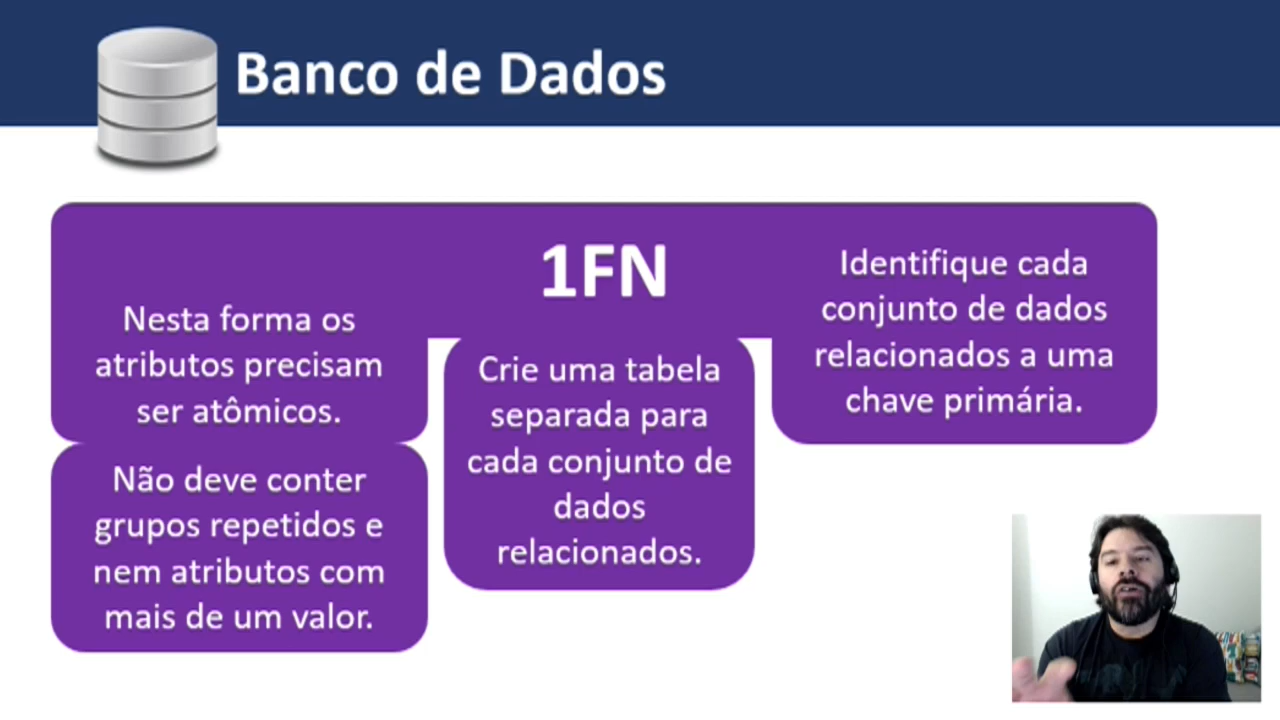 Banco de Dados
1FN
Nesta forma os
atributos precisam
ser atômicos.
Não deve conter
grupos repetidos e
nem atributos com
mais de um valor.
Crie uma tabela
separada para
cada conjunto de
dados
relacionados.
Identifique cada
conjunto de dados
relacionados a uma
chave primária.